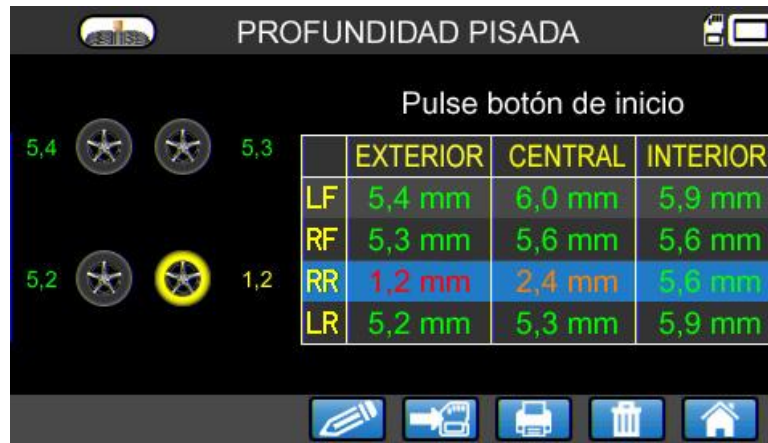 PROFUNDIDAD PISADA
Pulse botón de inicio
5,4 5,3
5,2 1,2
EXTERIOR CENTRAL INTERIOR
LF 5,4 mm 6,0 mm 5,9 mm
RF 5,3 mm 5,6 mm 5,6 mm
RR 1,2 mm 2,4 mm 5,6 mm
LR 5,2 mm 5,3 mm 5,9 mm